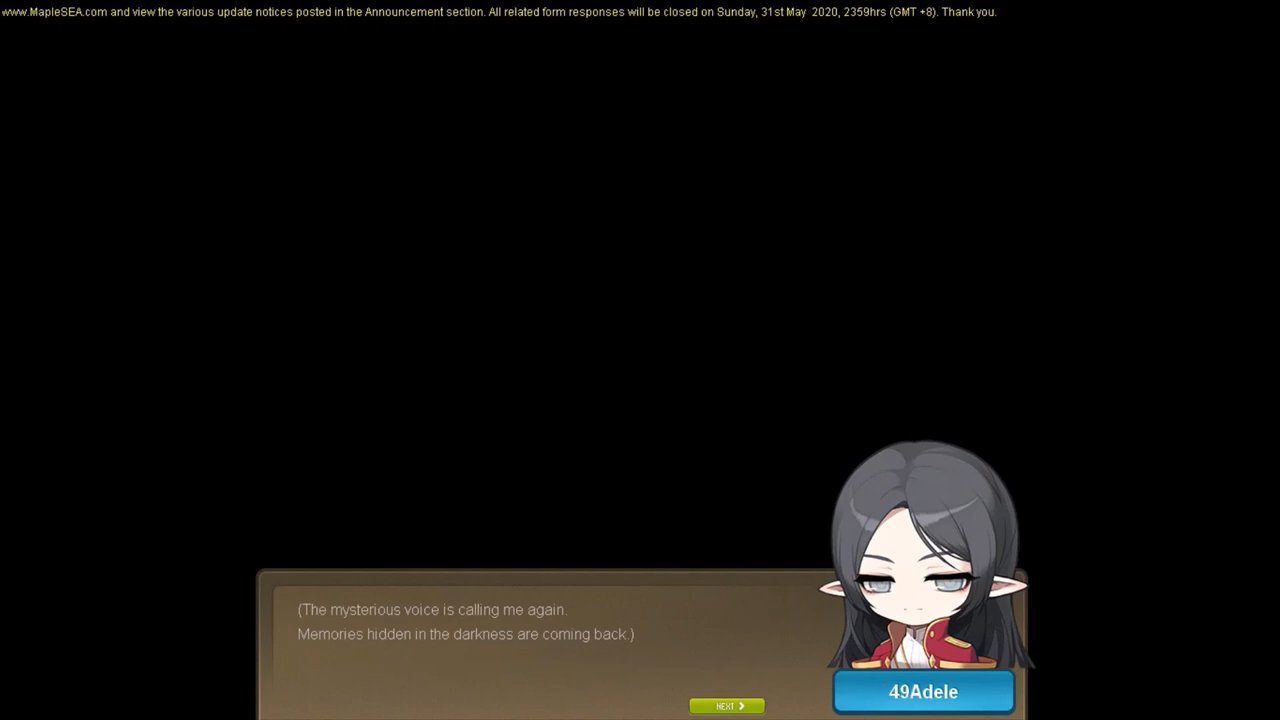 www.MapleSEA.com and view the various update notices posted in the Announcement section. All related form responses will be closed on Sunday, 31st May 2020, 2359hrs (GMT +8). Thank you.
(The mysterious voice is calling me again.
Memories hidden in the darkness are coming back.)
NEXT
49Adele